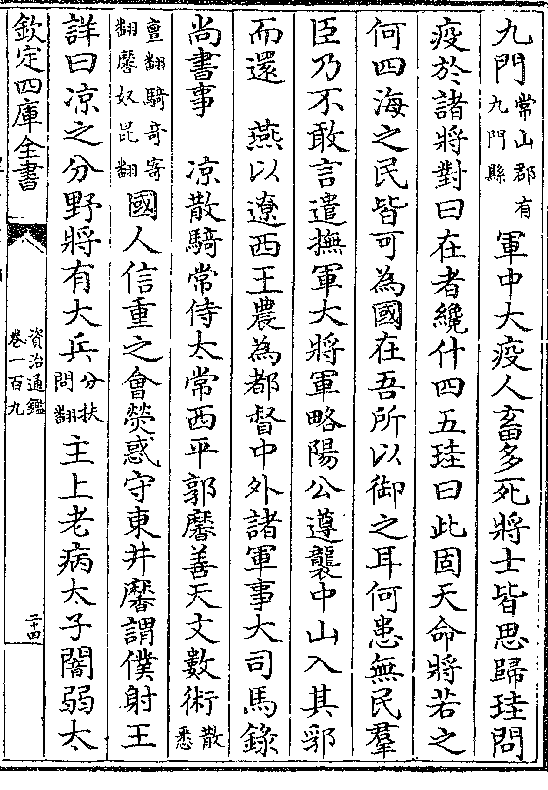 九門常山郡有九門縣軍中大疫人畜多死將士皆思歸珪問
疫於諸將對曰在者纔什四五珪曰此固天命將若之
何四海之民皆可為國在吾所以御之耳何患無民羣
臣乃不敢言遣撫軍大將軍略陽公遵襲中山入其郛
而還　燕以遼西王農為都督中外諸軍事大司馬錄
尚書事　涼散騎常侍太常西平郭黁善天文數術散悉
亶翻騎奇寄翻黁奴昆翻國人信重之會熒惑守東井黁謂僕射王
詳曰凉之分野將有大兵分扶問翻主上老病太子闇弱太
欽定四庫全書
資治通鑑
卷一百九
二十四